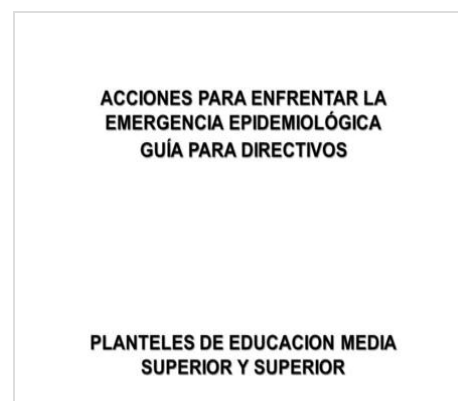 ACCIONES PARA ENFRENTAR LA
EMERGENCIA EPIDEMIOLÓGICA
GUÍA PARA DIRECTIVOS
PLANTELES DE EDUCACION MEDIA
SUPERIOR Y SUPERIOR